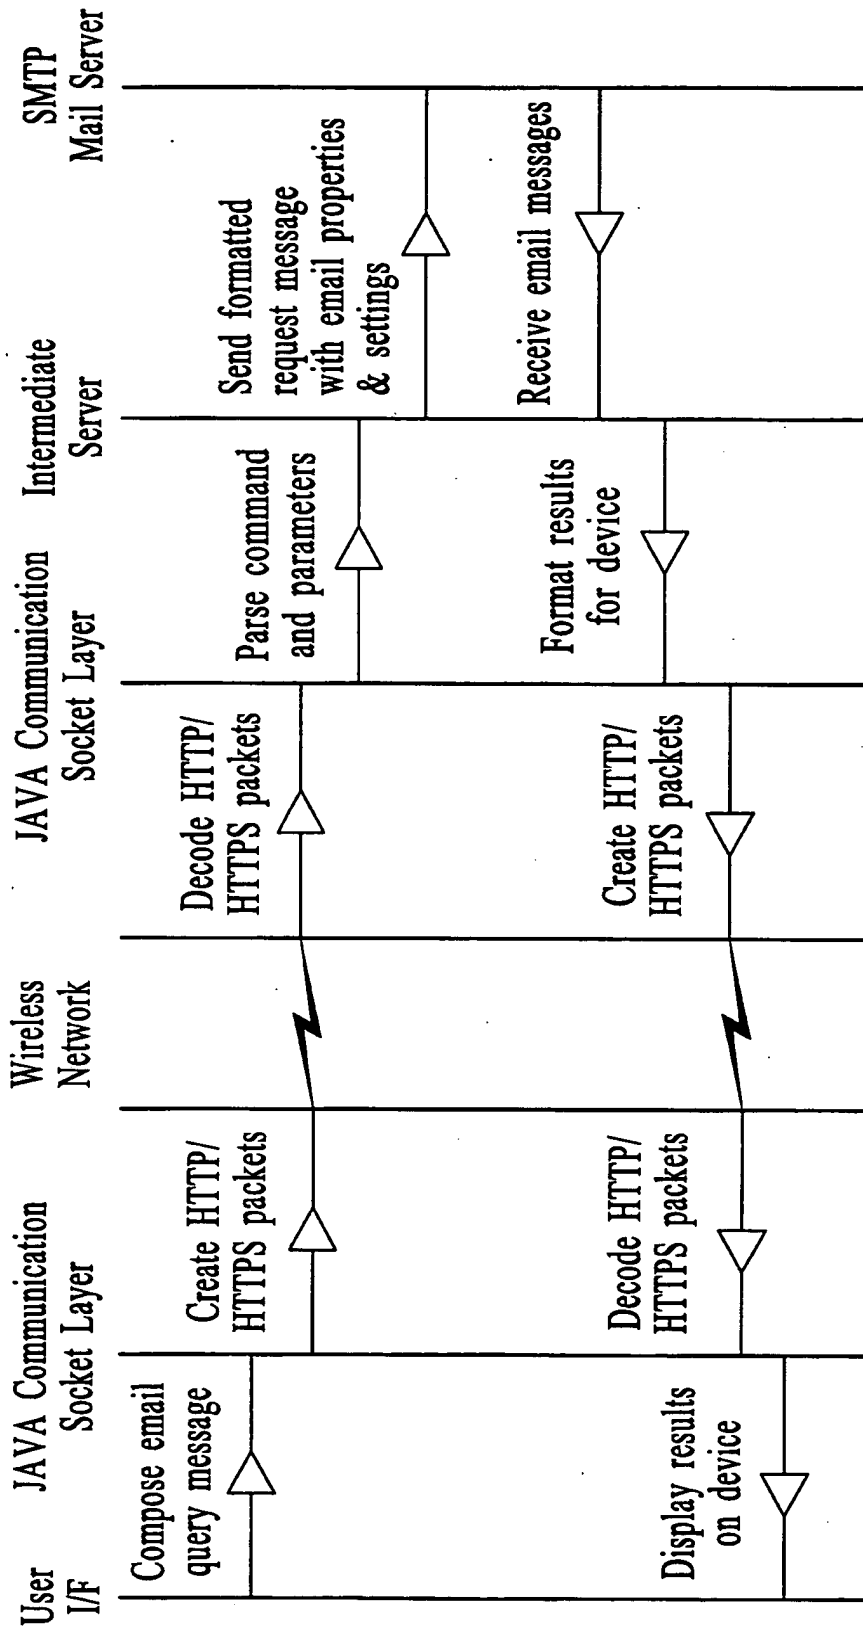 User
I/F
JAVA Communication
Socket Layer
Wireless
Network
JAVA Communication
Socket Layer
Intermediate
Server
SMTP
Mail Server
Compose email
query message
Create HTTP/
HTTPS packets
Decode HTTP/
HTTPS packets
Parse command
and parameters
Send formatted
request message
with email properties
& settings
Receive email messages
Format results
for device
Create HTTP/
HTTPS packets
Decode HTTP/
HTTPS packets
Display results
on device